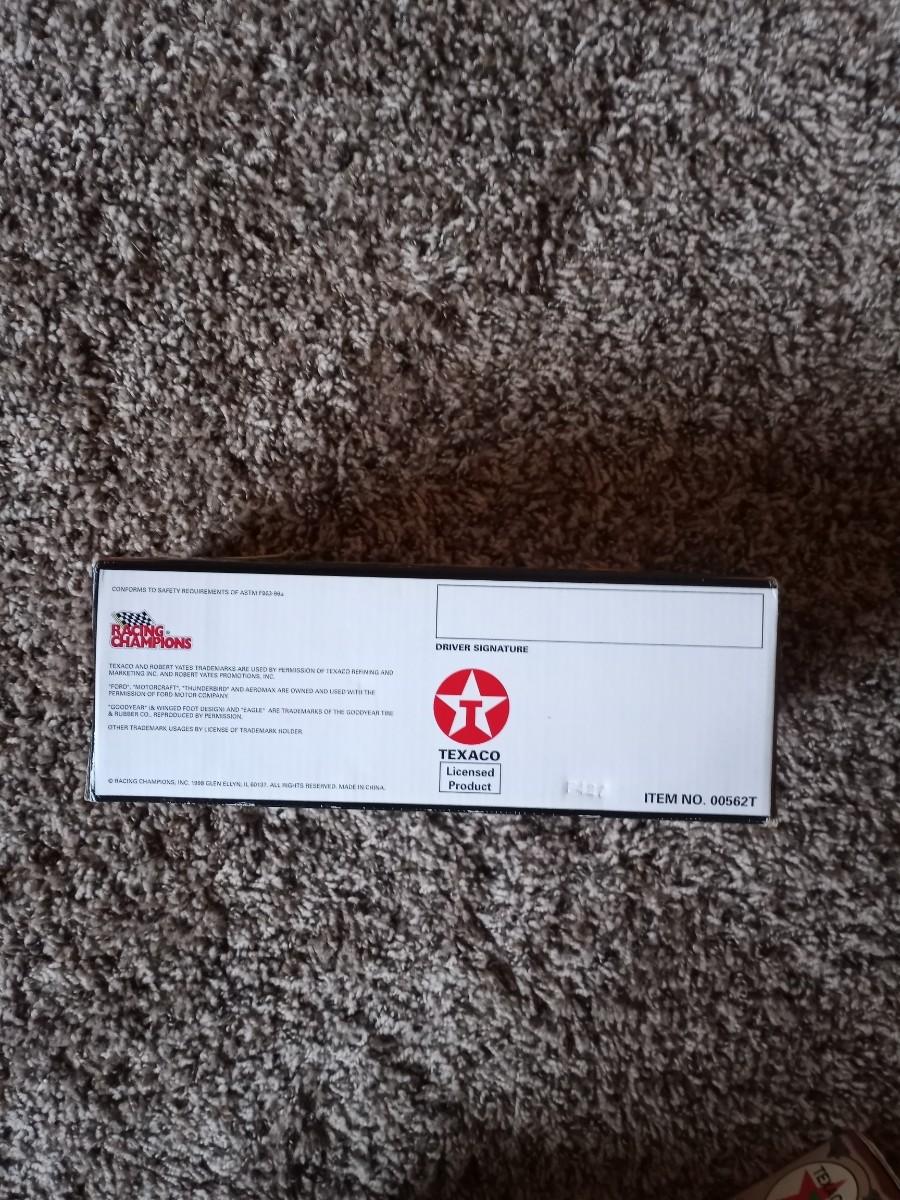 CONFORMS TO SAFETY REQUIREMENTS OF ASTM F963-96a
RACING
CHAMPIONS
TEXACO AND ROBERT YATES TRADEMARKS ARE USED BY PERMISSION OF TEXACO REFINING AND
MARKETING INC. AND ROBERT YATES PROMOTIONS, INC.
"FORD", "MOTORCRAFT", "THUNDERBIRD" AND AEROMAX ARE OWNED AND USED WITH THE
PERMISSION OF FORD MOTOR COMPANY.
"GOODYEAR" (& WINGED FOOT DESIGN) AND "EAGLE" ARE TRADEMARKS OF THE GOODYEAR TIRE
& RUBBER CO., REPRODUCED BY PERMISSION.
OTHER TRADEMARK USAGES BY LICENSE OF TRADEMARK HOLDER.
© RACING CHAMPIONS, INC. 1999 GLEN ELLYN, IL 60137. ALL RIGHTS RESERVED. MADE IN CHINA.
DRIVER SIGNATURE
T
TEXACO
Licensed
Product
ITEM NO. 00562T
TE